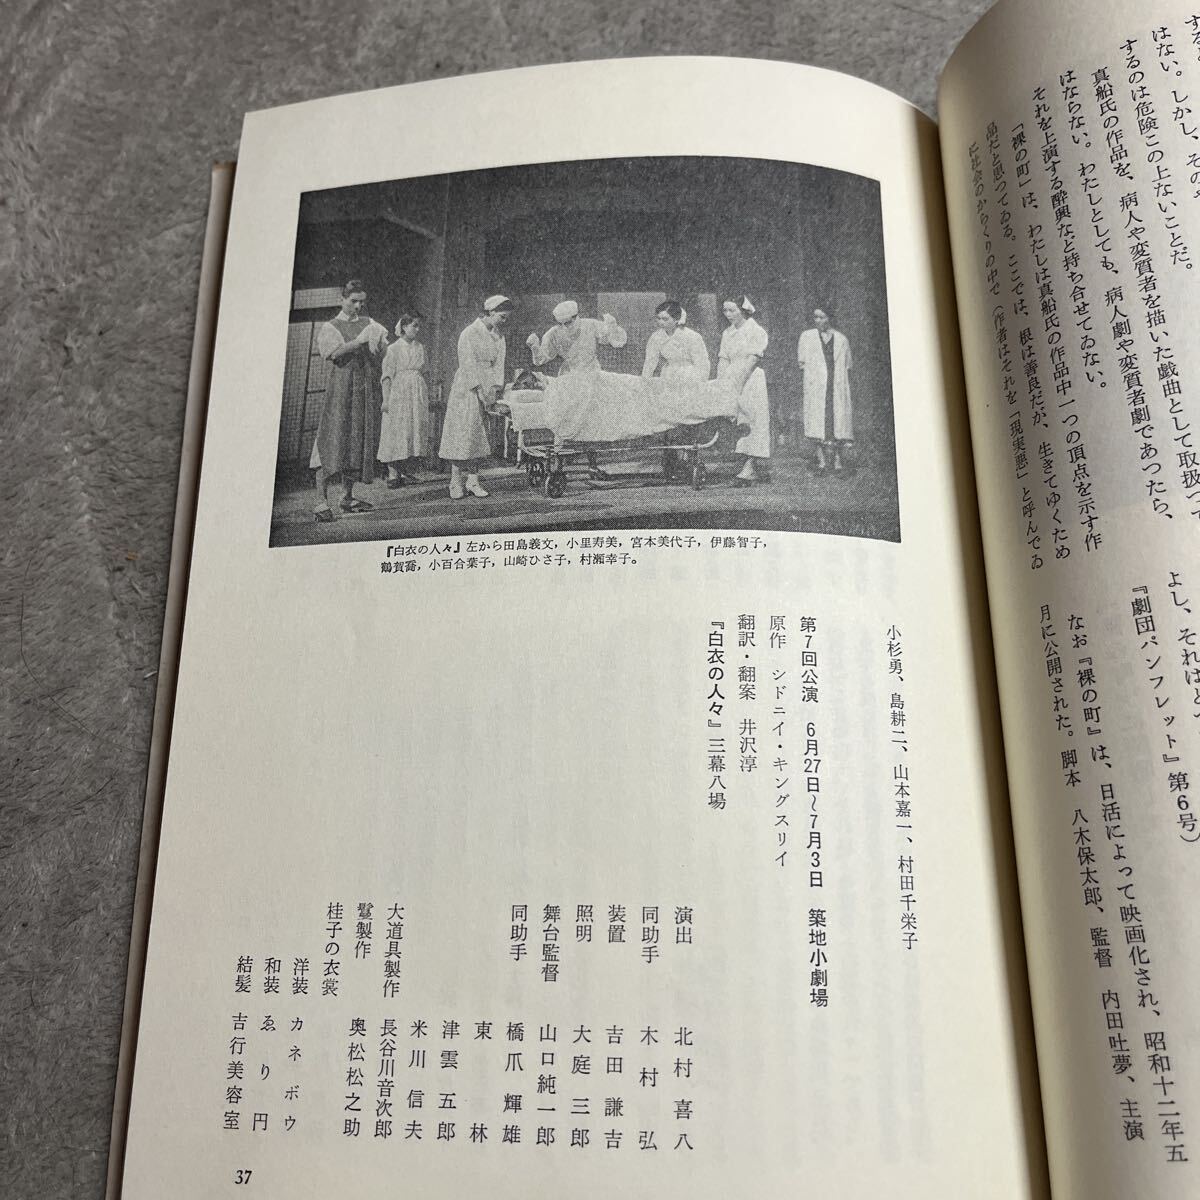 する
はない。しかし、その
するのは危険この上ないことだ。
真船氏の作品を、病人や変質者を描いた戯曲として取扱って
はならない。わたしとしても、病人劇や変質者劇であつたら、
それを上演する酔興など持ち合せてゐない。
「裸の町」は、わたしは真船氏の作品中一つの頂点を示す作
品だと思つてゐる。ここでは、根は善良だが、生きてゆくため
に社会のからくりの中で（作者はそれを「現実悪」と呼んでゐ
よし、それは
『劇団パンフレット』第6号）
なお『裸の町』は、日活によって映画化され、昭和十二年五
月に公開された。脚本 八木保太郎、監督 内田吐夢、主演
『白衣の人々』左から田島義文，小里寿美，宮本美代子，伊藤智子，
鶴賀喬，小百合葉子，山崎ひさ子，村瀬幸子。
小杉勇、島耕二、山本嘉一、村田千栄子
第7回公演 6月27日〜7月3日 築地小劇場
原作 シドニイ・キングスリイ
翻訳・翻案 井沢淳
『白衣の人々』三幕八場
演出 北村喜八
同助手 木村弘
装置 吉田謙吉
照明 大庭三郎
舞台監督 山口純一郎
同助手 橋爪輝雄
東林
津雲五郎
米川信夫
大道具製作 長谷川音次郎
鬘製作 奥松松之助
桂子の衣裳
洋装 カネボウ
和装 ゑり円
結髪 吉行美容室
37